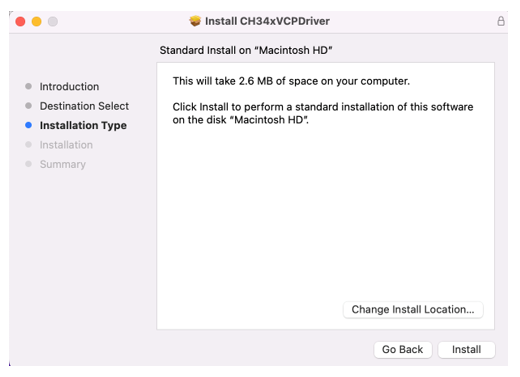 Install CH34xVCPDriver
Standard Install on “Macintosh HD”
Introduction
Destination Select
Installation Type
Installation
Summary
This will take 2.6 MB of space on your computer.
Click Install to perform a standard installation of this software
on the disk “Macintosh HD”.
Change Install Location...
Go Back
Install